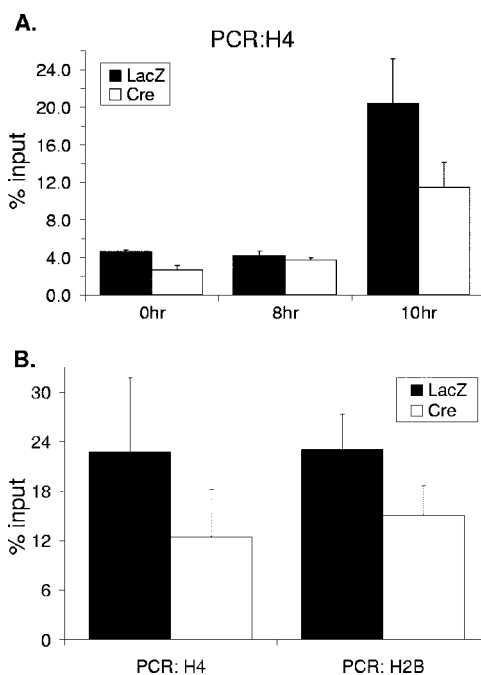 A.
PCR:H4
LacZ
Cre
% input
24.0
20.0
16.0
12.0
8.0
4.0
0.0
0hr
8hr
10hr
B.
LacZ
Cre
% input
30
24
18
12
6
0
PCR: H4
PCR: H2B